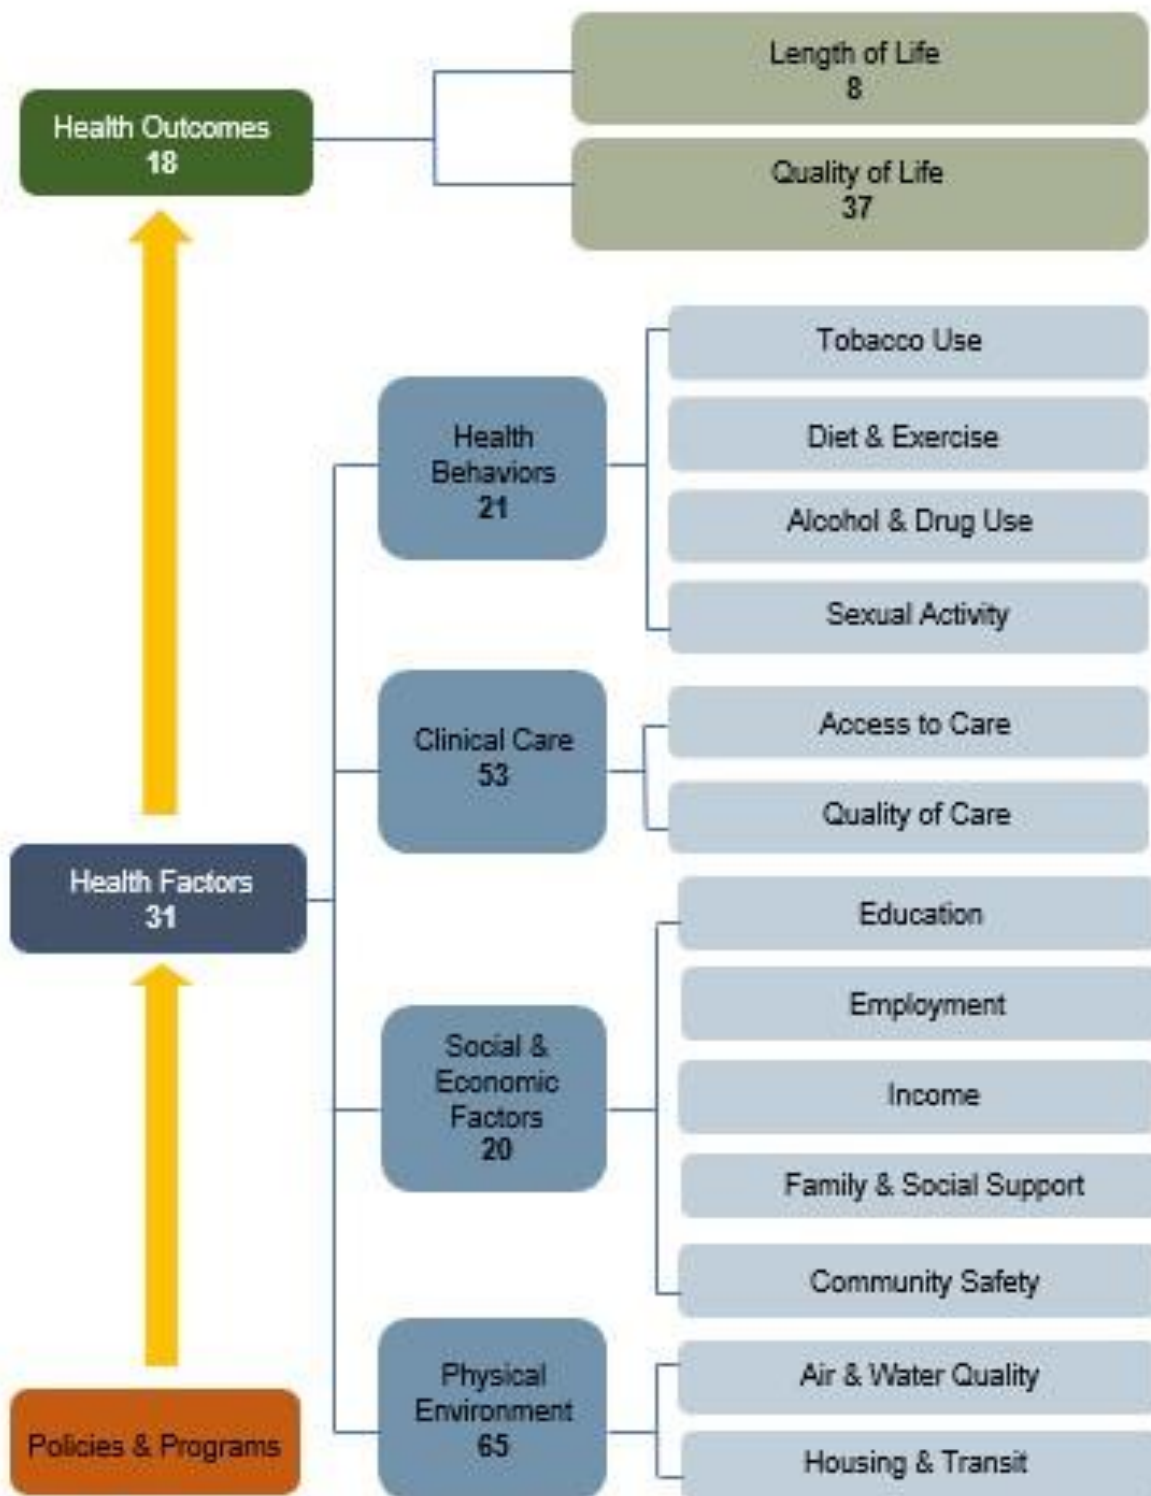 Length of Life
8
Health Outcomes
18
Quality of Life
37
Tobacco Use
Health
Behaviors
21
Diet & Exercise
Alcohol & Drug Use
Sexual Activity
Clinical Care
53
Access to Care
Quality of Care
Health Factors
31
Education
Employment
Social &
Economic
Factors
20
Income
Family & Social Support
Community Safety
Physical
Environment
65
Air & Water Quality
Housing & Transit
Policies & Programs